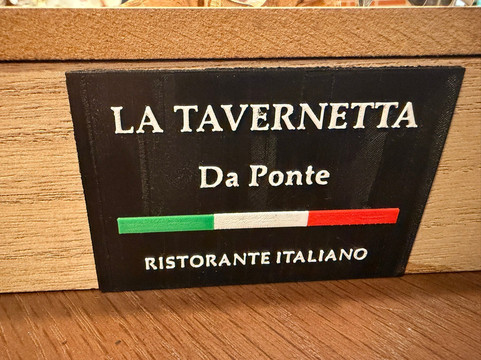 LA TAVERNETTA
Da Ponte
RISTORANTE ITALIANO